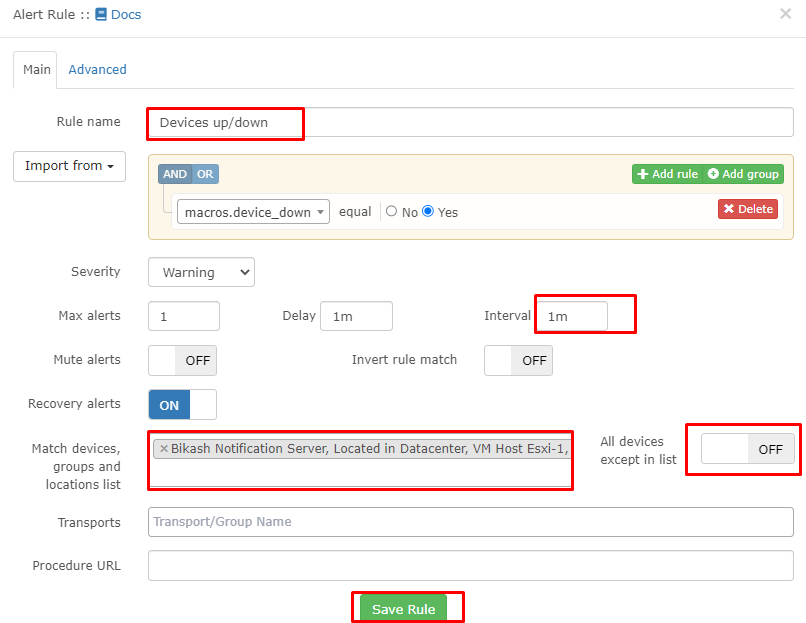 Alert Rule :: Docs ×
Main Advanced
Rule name Devices up/down
Import from
AND OR Add rule Add group
macros.device_down equal No Yes Delete
Severity Warning
Max alerts 1 Delay 1m Interval 1m
Mute alerts OFF Invert rule match OFF
Recovery alerts ON
Match devices,
groups and
locations list
×Bikash Notification Server, Located in Datacenter, VM Host Esxi-1,
All devices
except in list
OFF
Transports Transport/Group Name
Procedure URL
Save Rule